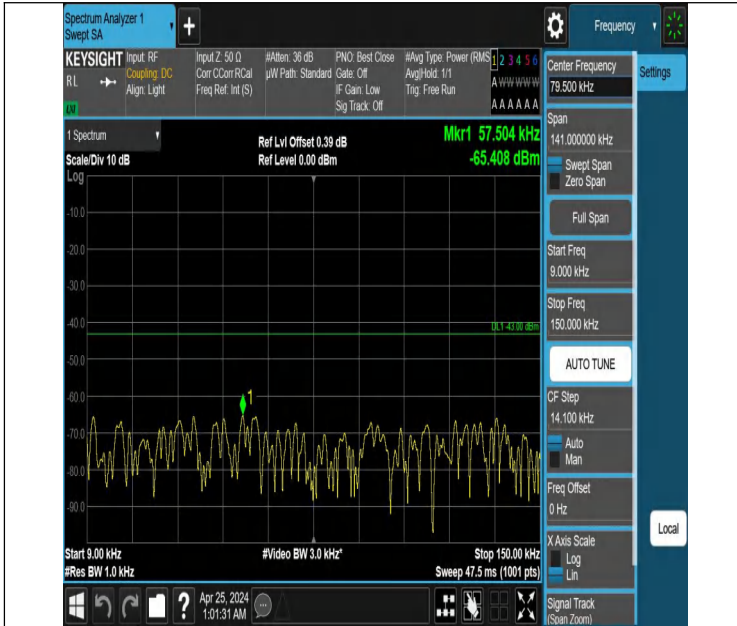 Spectrum Analyzer 1
Swept SA
+
Frequency
KEYSIGHT
RL
Input: RF
Coupling: DC
Align: Light
Input Z: 50 Ω
Corr CCorr RCal
Freq Ref: Int (S)
#Atten: 36 dB
µW Path: Standard
PNO: Best Close
Gate: Off
IF Gain: Low
Sig Track: Off
#Avg Type: Power (RMS
Avg|Hold: 1/1
Trig: Free Run
1 2 3 4 5 6
A W W W W W
A A A A A A
1 Spectrum
Scale/Div 10 dB
Log
Ref Lvl Offset 0.39 dB
Ref Level 0.00 dBm
Mkr1 57.504 kHz
-65.408 dBm
-10.0
-20.0
-30.0
-40.0
-50.0
-60.0
-70.0
-80.0
-90.0
DL1 -43.00 dBm
1
Start 9.00 kHz
#Res BW 1.0 kHz
#Video BW 3.0 kHz*
Stop 150.00 kHz
Sweep 47.5 ms (1001 pts)
Center Frequency
79.500 kHz
Span
141.000000 kHz
Swept Span
Zero Span
Full Span
Start Freq
9.000 kHz
Stop Freq
150.000 kHz
AUTO TUNE
CF Step
14.100 kHz
Auto
Man
Freq Offset
0 Hz
X Axis Scale
Log
Lin
Signal Track
(Span Zoom)
Settings
Local
?
Apr 25, 2024
1:01:31 AM